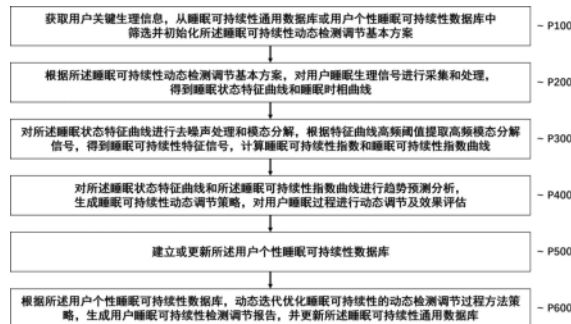 获取用户关键生理信息，从睡眠可持续性通用数据库或用户个性睡眠可持续性数据库中
筛选并初始化所述睡眠可持续性动态检测调节基本方案
~ P100
根据所述睡眠可持续性动态检测调节基本方案，对用户睡眠生理信号进行采集和处理，
得到睡眠状态特征曲线和睡眠时相曲线
~ P200
对所述睡眠状态特征曲线进行去噪声处理和模态分解，根据特征曲线高频阈值提取高频模态分解
信号，得到睡眠可持续性特征信号，计算睡眠可持续性指数和睡眠可持续性指数曲线
~ P300
对所述睡眠状态特征曲线和所述睡眠可持续性指数曲线进行趋势预测分析，
生成睡眠可持续性动态调节策略，对用户睡眠过程进行动态调节及效果评估
~ P400
建立或更新所述用户个性睡眠可持续性数据库
~ P500
根据所述用户个性睡眠可持续性数据库，动态迭代优化睡眠可持续性的动态检测调节过程方法策
略，生成用户睡眠可持续性检测调节报告，并更新所述睡眠可持续性通用数据库
~ P600